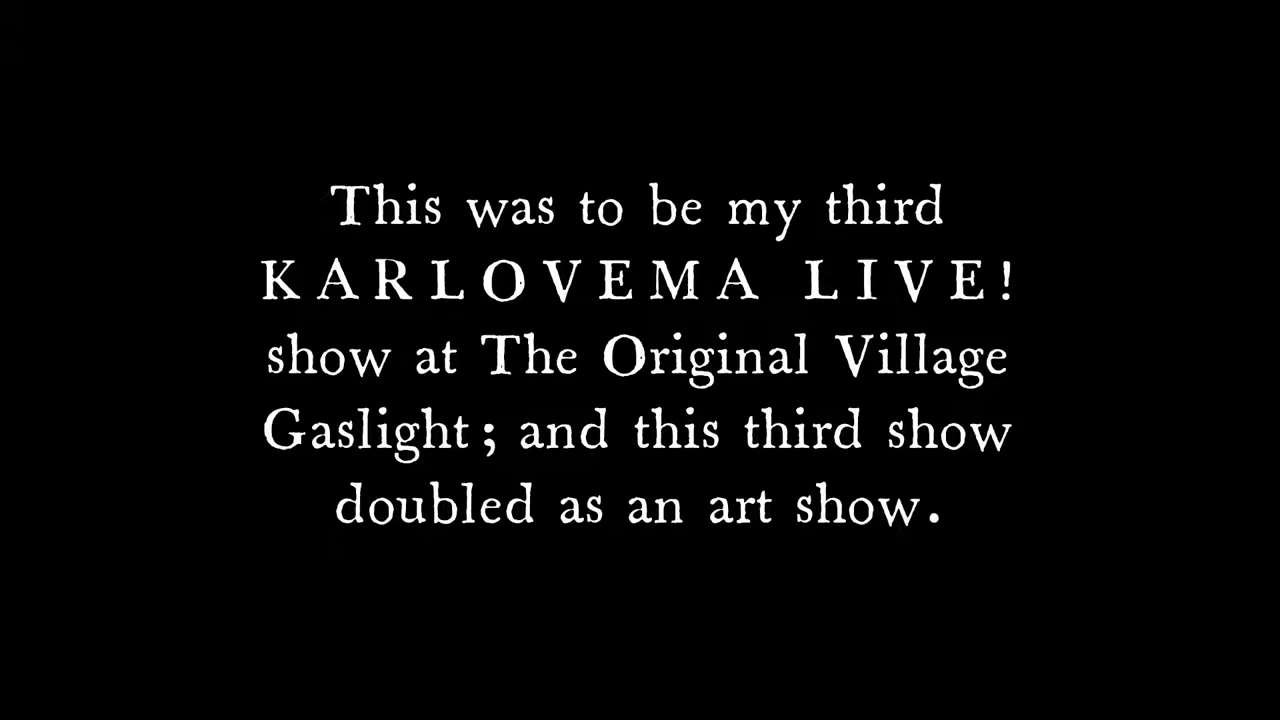 This was to be my third
KARLOVEMA LIVE!
show at The Original Village
Gaslight; and this third show
doubled as an art show.